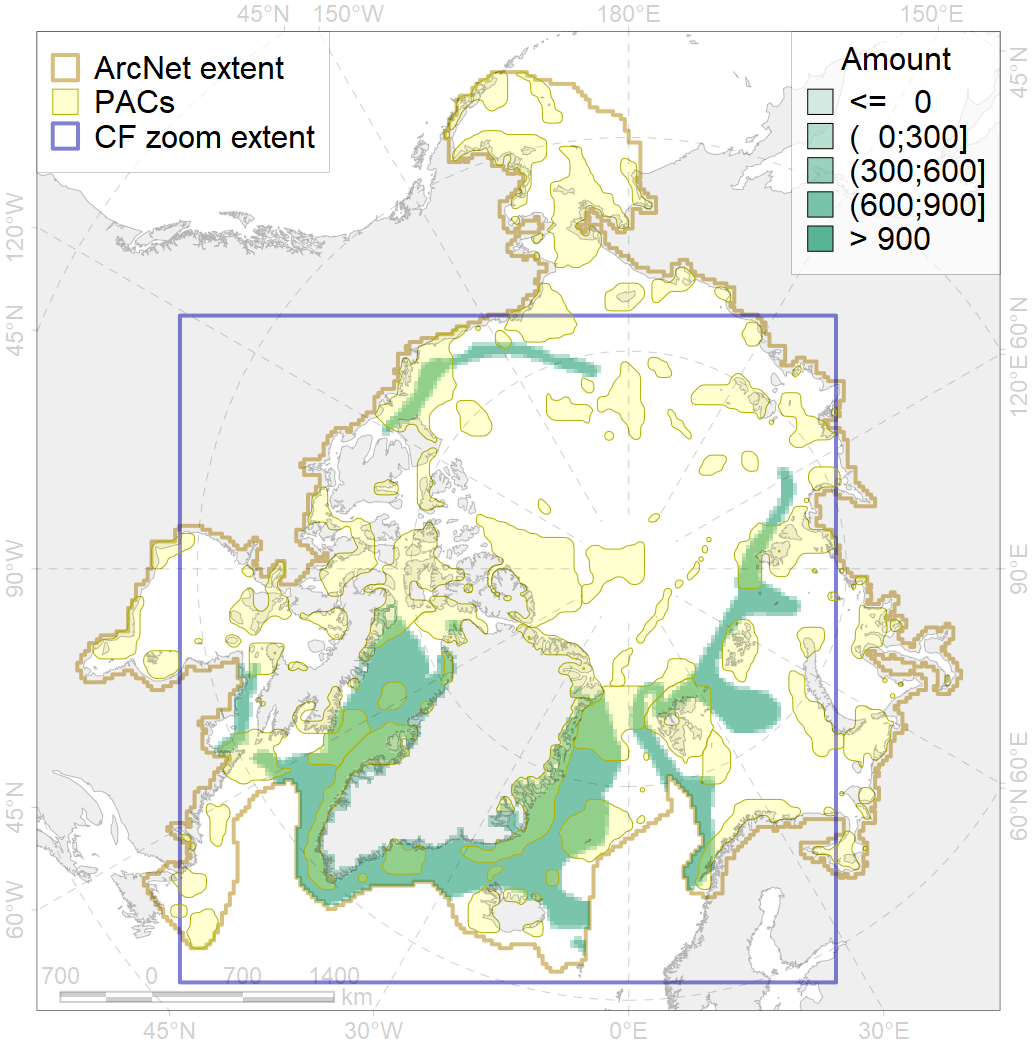 45°N 150°W 180°E 150°E
ArcNet extent
PACs
CF zoom extent
Amount
<= 0
( 0;300]
(300;600]
(600;900]
> 900
45°N
120°W
45°N
90°W
45°N
60°W
60°N
120°E
90°E
60°E
60°N
700 0 700 1400
km
45°N 30°W 0°E 30°E